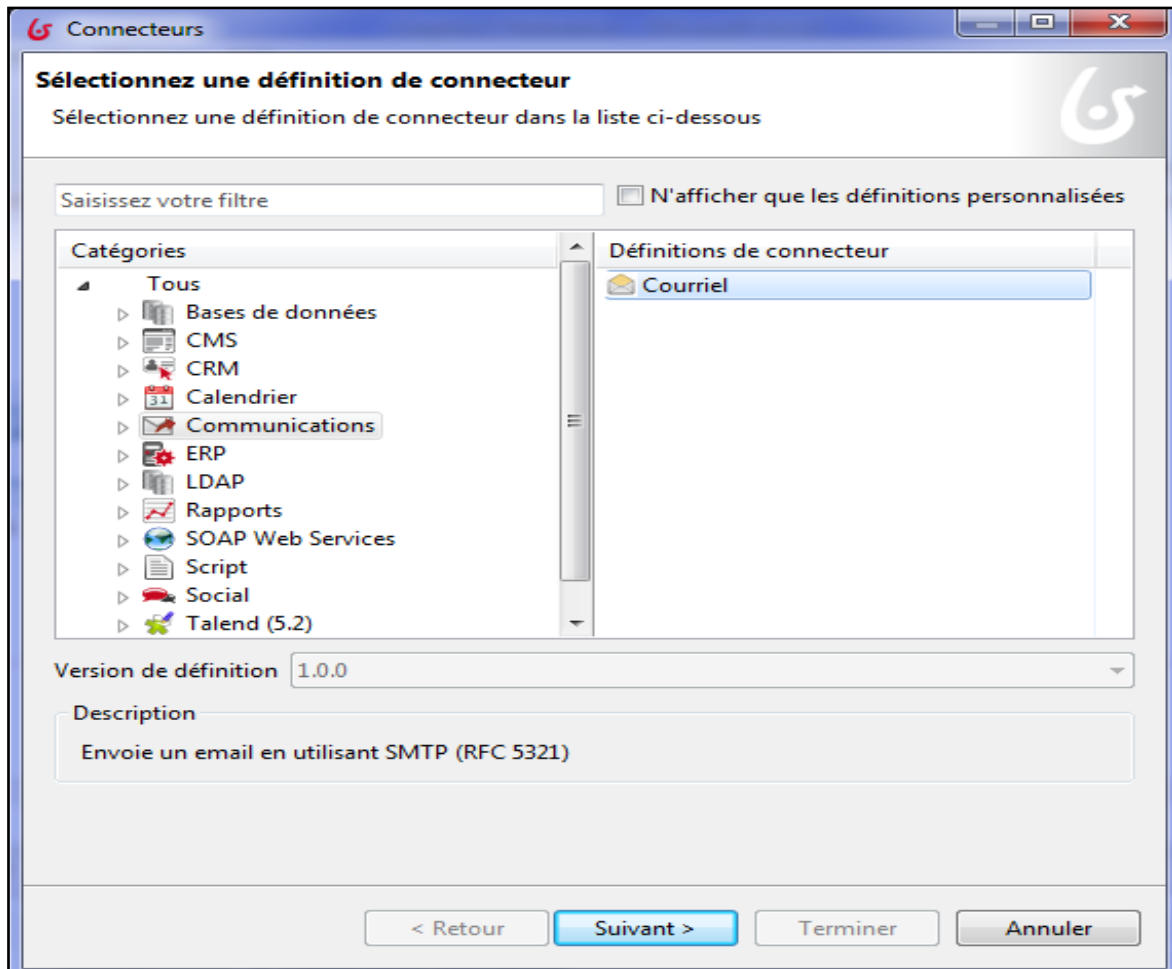 Connecteurs
Sélectionnez une définition de connecteur
Sélectionnez une définition de connecteur dans la liste ci-dessous
Saisissez votre filtre
N'afficher que les définitions personnalisées
Catégories
Définitions de connecteur
Tous
Courriel
Bases de données
CMS
CRM
31
Calendrier
Communications
ERP
LDAP
Rapports
SOAP Web Services
Script
Social
Talend (5.2)
Version de définition
1.0.0
Description
Envoie un email en utilisant SMTP (RFC 5321)
< Retour
Suivant >
Terminer
Annuler